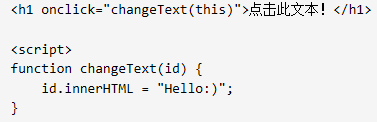 <h1 onclick="changeText(this)">点击此文本! </h1>

<script>
function changeText(id) {
    id.innerHTML = "Hello:)";
}